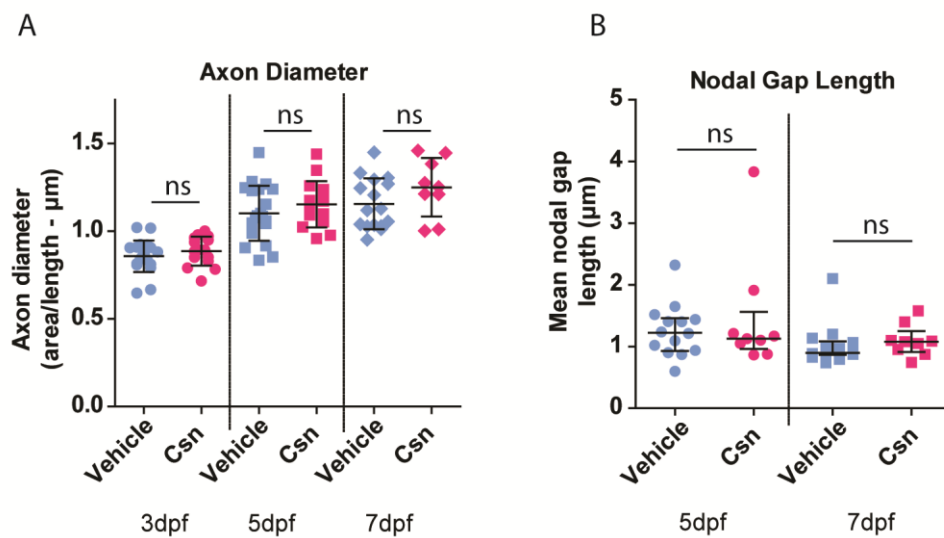 A
Axon Diameter
Axon diameter
(area/length - µm)
1.5
1.0
0.5
0.0
ns
ns
ns
Vehicle
Csn
Vehicle
Csn
Vehicle
Csn
3dpf
5dpf
7dpf
B
Nodal Gap Length
Mean nodal gap
length (µm)
5
4
3
2
1
0
ns
ns
Vehicle
Csn
Vehicle
Csn
5dpf
7dpf